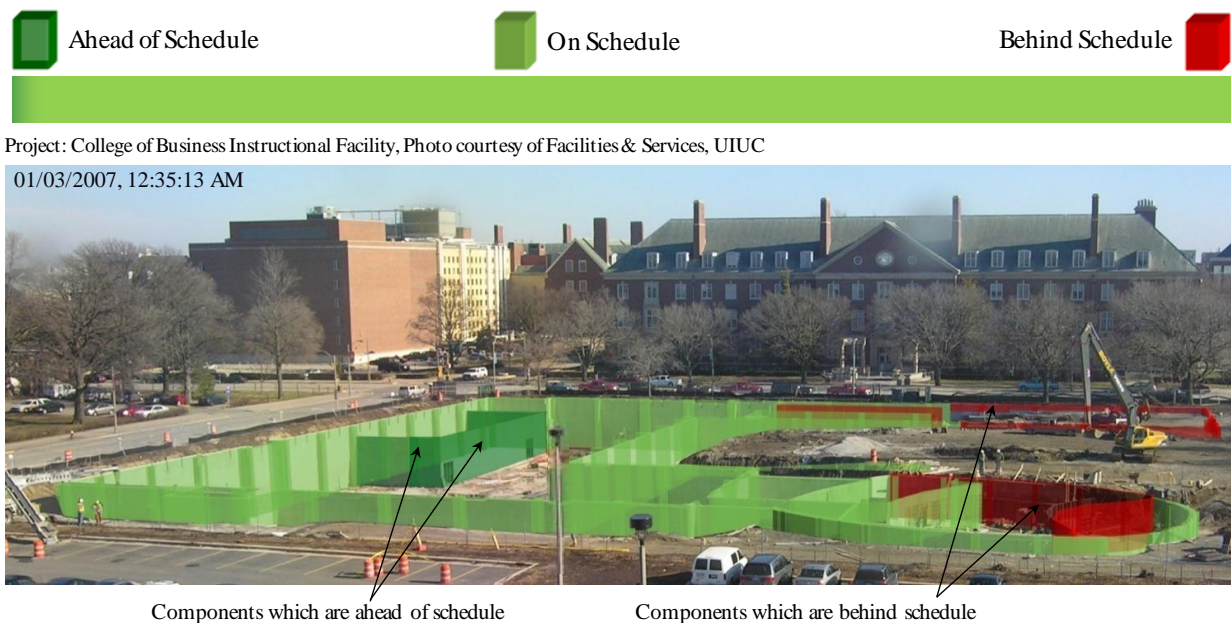 Ahead of Schedule
On Schedule
Behind Schedule
Project: College of Business Instructional Facility, Photo courtesy of Facilities & Services, UIUC
01/03/2007, 12:35:13 AM
Components which are ahead of schedule
Components which are behind schedule